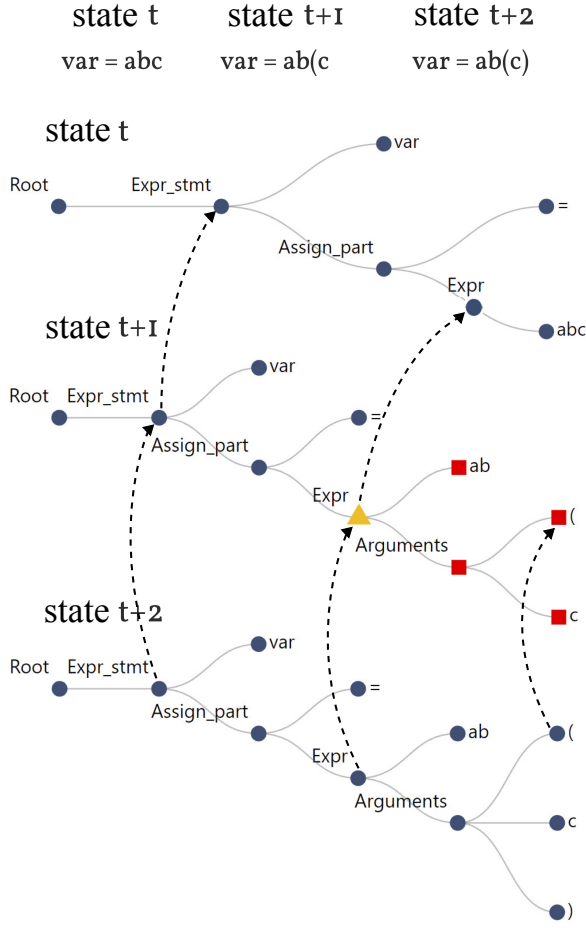 state t state t+1 state t+2
var = abc var = ab(c var = ab(c)
state t
var
Root Expr_stmt
=
Assign_part
Expr
abc
state t+1
var
Root Expr_stmt
=
Assign_part
ab
Expr
(
Arguments
c
state t+2
var
Root Expr_stmt
=
Assign_part
ab
(
Expr
Arguments
c
)